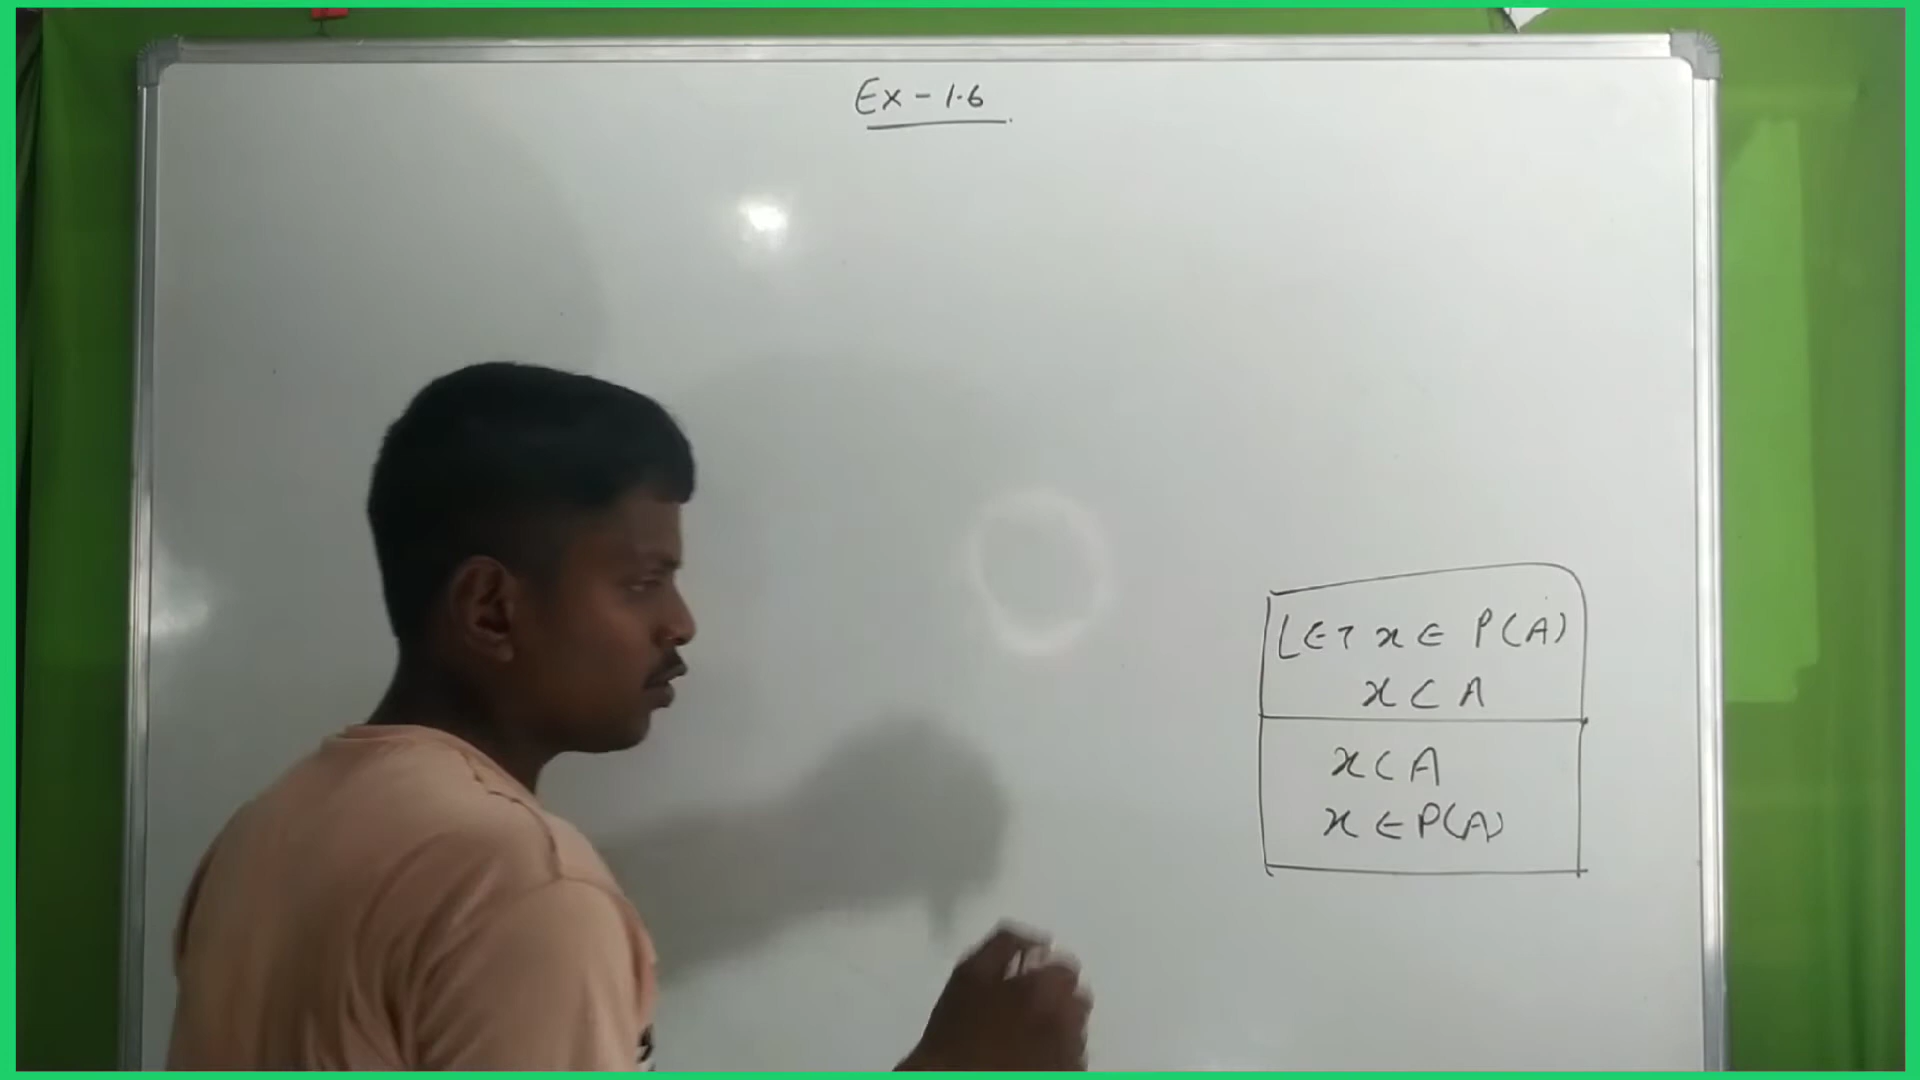 Ex - 1.6
LET x ∈ P(A)
x ⊂ A
x ⊂ A
x ∈ P(A)